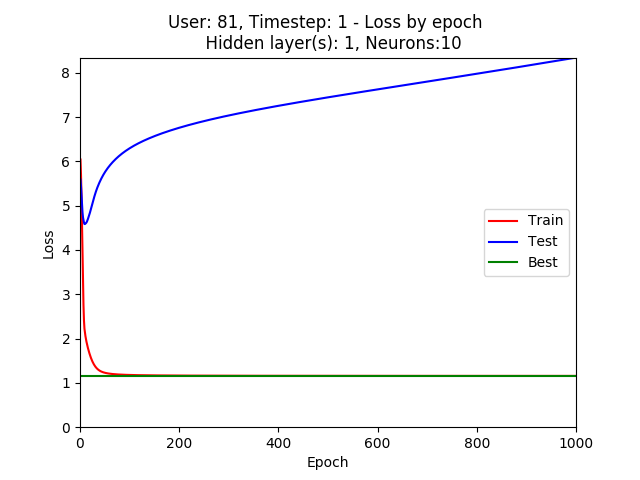 User: 81, Timestep: 1 - Loss by epoch
Hidden layer(s): 1, Neurons:10
8
7
6
5
4
3
2
1
0
Loss
Train
Test
Best
0 200 400 600 800 1000
Epoch